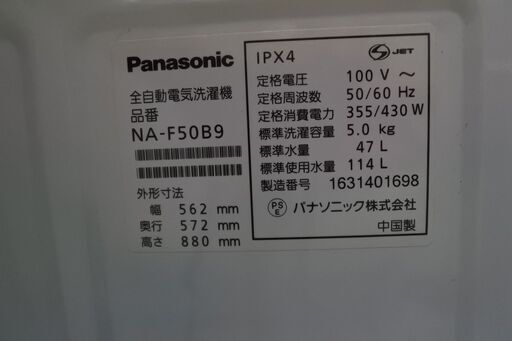 Panasonic
全自動電気洗濯機
品番
NA-F50B9
外形寸法
幅 562 mm
奥行 572 mm
高さ 880 mm
IPX4
S JET
定格電圧 100 V ～
定格周波数 50/60 Hz
定格消費電力 355/430 W
標準洗濯容量 5.0 kg
標準水量 47 L
標準使用水量 114 L
製造番号 1631401698
PS E パナソニック株式会社
中国製